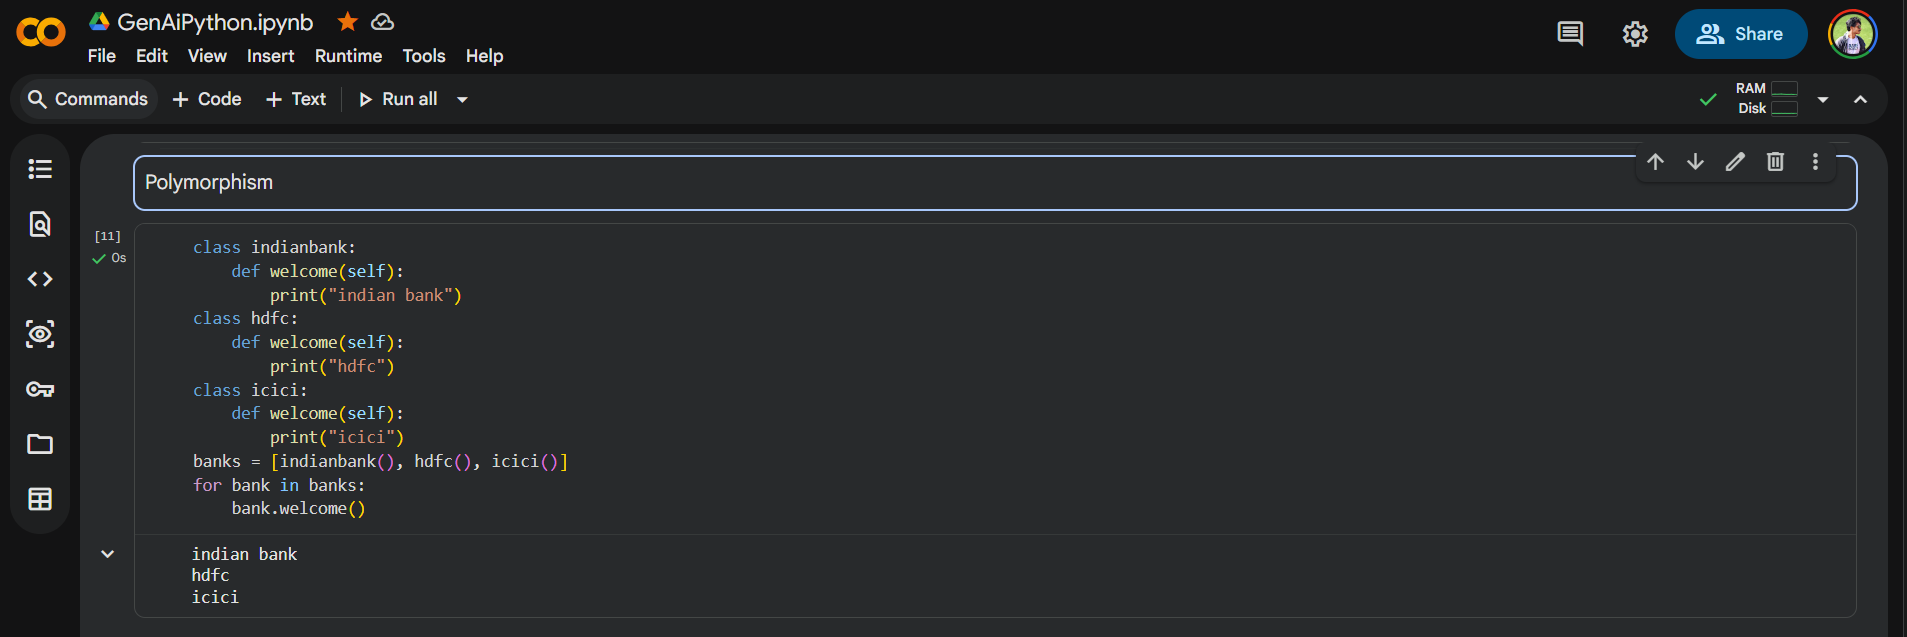 GenAiPython.ipynb
File Edit View Insert Runtime Tools Help
Share
Commands + Code + Text Run all
RAM
Disk
Polymorphism
[11]
0s
class indianbank:
    def welcome(self):
        print("indian bank")
class hdfc:
    def welcome(self):
        print("hdfc")
class icici:
    def welcome(self):
        print("icici")
banks = [indianbank(), hdfc(), icici()]
for bank in banks:
    bank.welcome()
indian bank
hdfc
icici